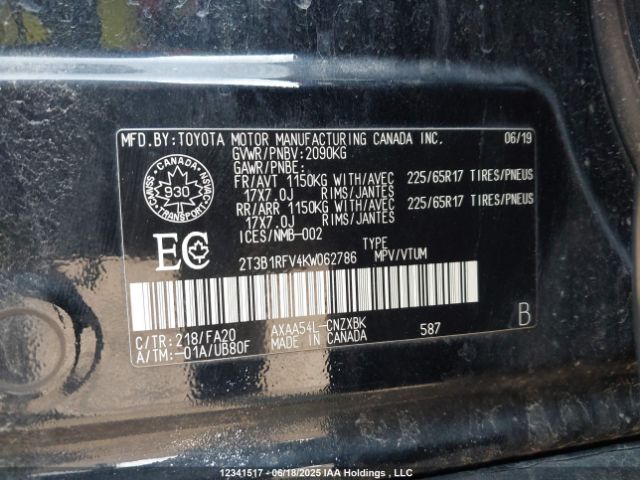 MFD.BY:TOYOTA MOTOR MANUFACTURING CANADA INC. 06/19
GVWR/PNBV:2090KG
GAWR/PNBE:
FR/AVT 1150KG WITH/AVEC 225/65R17 TIRES/PNEUS
17X7.0J RIMS/JANTES
RR/ARR 1150KG WITH/AVEC 225/65R17 TIRES/PNEUS
17X7.0J RIMS/JANTES
ICES/NMB-002
CANADA
CMVSS
930
NSVAC
TRANSPORT
EC
TYPE
2T3B1RFV4KW062786 MPV/VTUM
C/TR:218/FA20 AXAA54L-CNZXBK 587 B
A/TM:-01A/UB80F MADE IN CANADA
12341517 - 06/18/2025 IAA Holdings , LLC